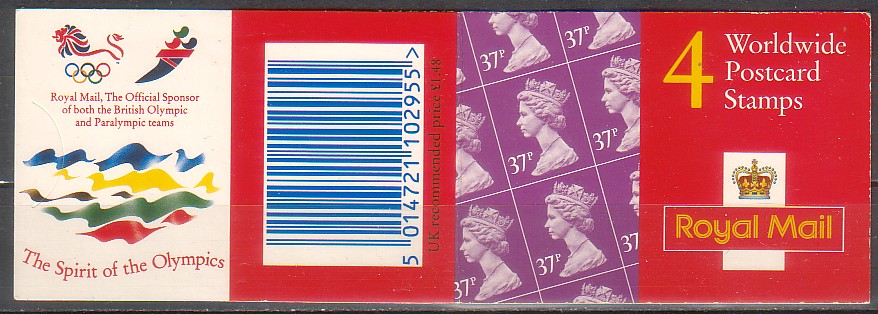 Royal Mail, The Official Sponsor
of both the British Olympic
and Paralympic teams
The Spirit of the Olympics
5 014721 102955 >
UK recommended price £1.48
37P
37P
37P
37P
37P
37P
37P
37P
4 Worldwide
Postcard
Stamps
Royal Mail